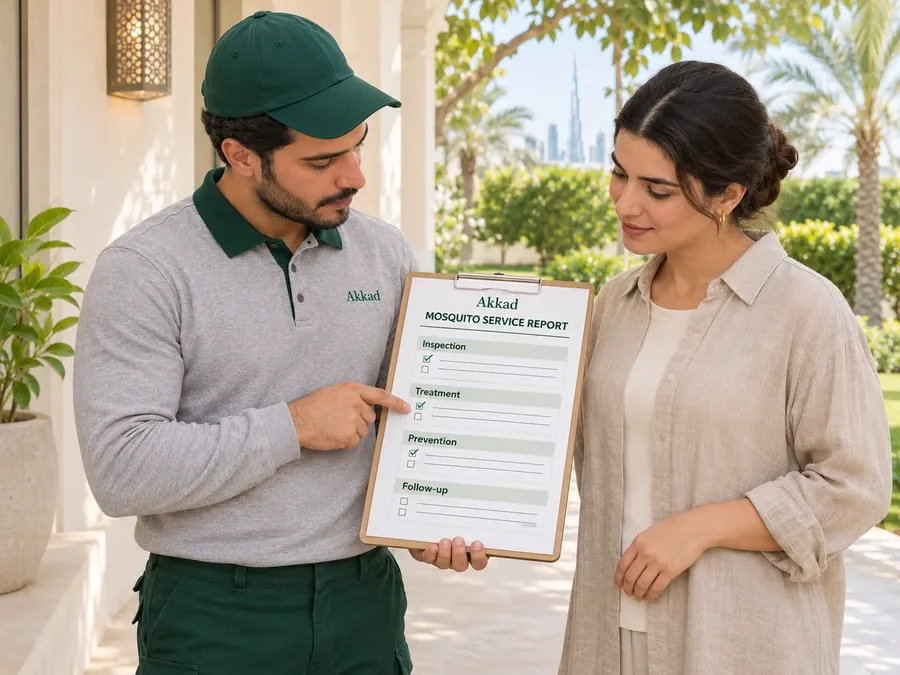 Akkad
Akkad
MOSQUITO SERVICE REPORT
Inspection
Treatment
Prevention
Follow-up